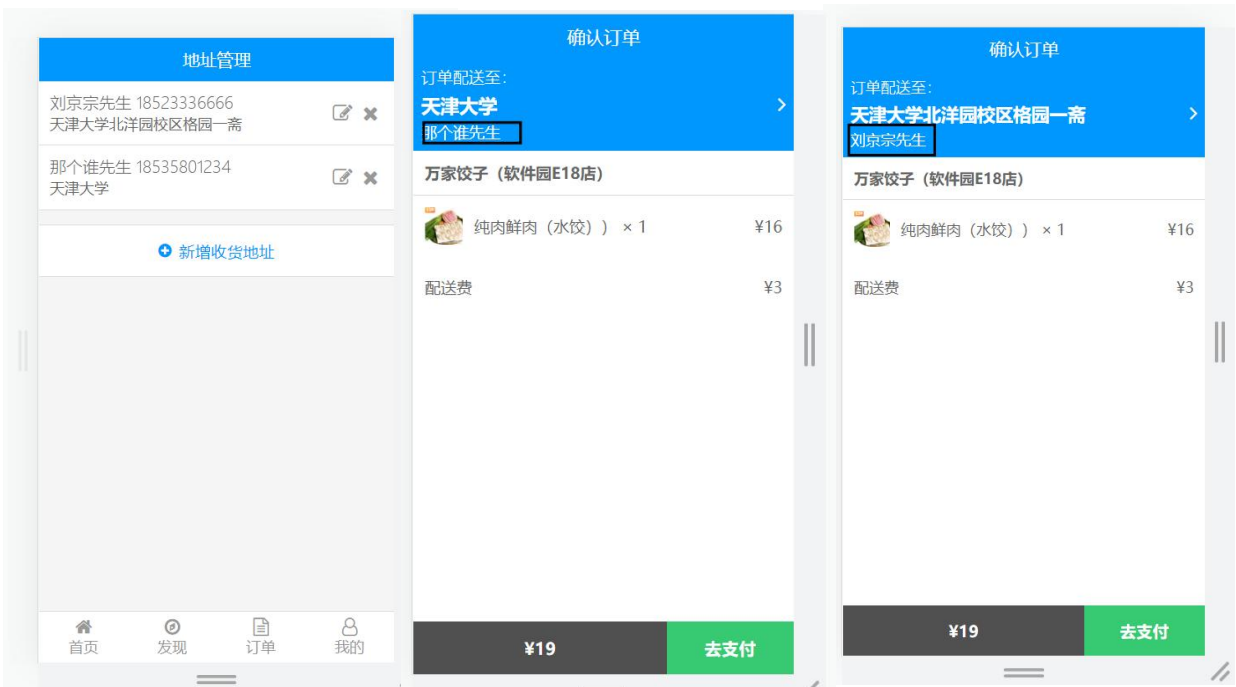 地址管理
刘京宗先生 18523336666
天津大学北洋园校区格园一斋
那个谁先生 18535801234
天津大学
新增收货地址
首页 发现 订单 我的
确认订单
订单配送至：
天津大学
那个谁先生
万家饺子（软件园E18店）
纯肉鲜肉（水饺）） × 1 ¥16
配送费 ¥3
¥19 去支付
确认订单
订单配送至：
天津大学北洋园校区格园一斋
刘京宗先生
万家饺子（软件园E18店）
纯肉鲜肉（水饺）） × 1 ¥16
配送费 ¥3
¥19 去支付